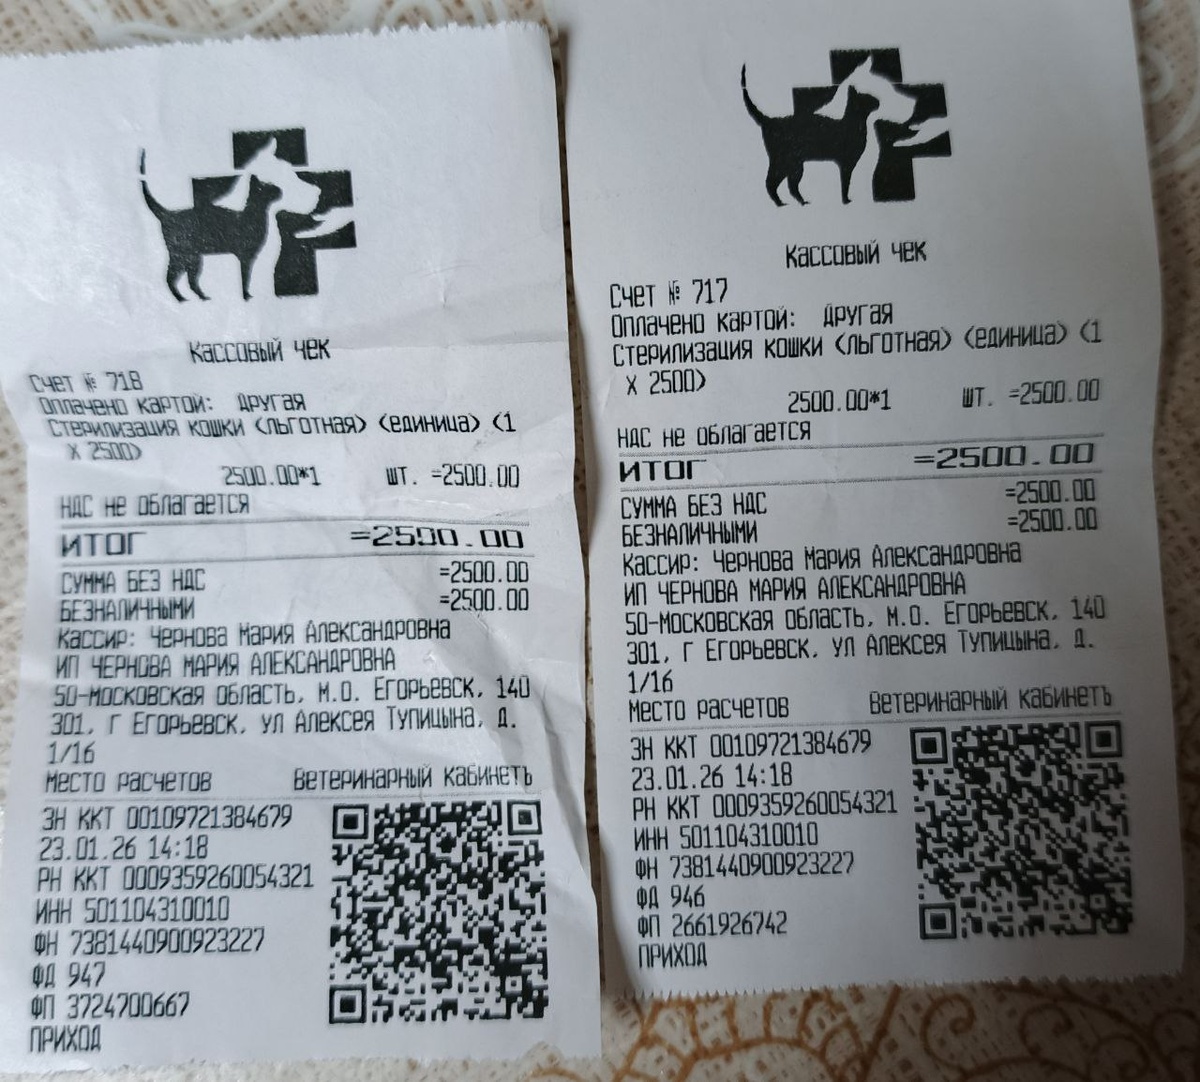 Кассовый чек
Счет № 718
Оплачено картой: Другая
Стерилизация кошки (льготная) (единица) (1
х 2500)
2500.00*1 шт. =2500.00
НДС не облагается
ИТОГ =2500.00
СУММА БЕЗ НДС =2500.00
БЕЗНАЛИЧНЫМИ =2500.00
Кассир: Чернова Мария Александровна
ИП ЧЕРНОВА МАРИЯ АЛЕКСАНДРОВНА
50-Московская область, м.о. Егорьевск, 140
301, г Егорьевск, ул Алексея Тупицына, д.
1/16
Место расчетов Ветеринарный кабинетъ
ЗН ККТ 00109721384679
23.01.26 14:18
РН ККТ 0009359260054321
ИНН 501104310010
ФН 7381440900923227
ФД 947
ФП 3724700667
ПРИХОД
Кассовый чек
Счет № 717
Оплачено картой: Другая
Стерилизация кошки (льготная) (единица) (1
х 2500)
2500.00*1 шт. =2500.00
НДС не облагается
ИТОГ =2500.00
СУММА БЕЗ НДС =2500.00
БЕЗНАЛИЧНЫМИ =2500.00
Кассир: Чернова Мария Александровна
ИП ЧЕРНОВА МАРИЯ АЛЕКСАНДРОВНА
50-Московская область, м.о. Егорьевск, 140
301, г Егорьевск, ул Алексея Тупицына, д.
1/16
Место расчетов Ветеринарный кабинетъ
ЗН ККТ 00109721384679
23.01.26 14:18
РН ККТ 0009359260054321
ИНН 501104310010
ФН 7381440900923227
ФД 946
ФП 2661926742
ПРИХОД